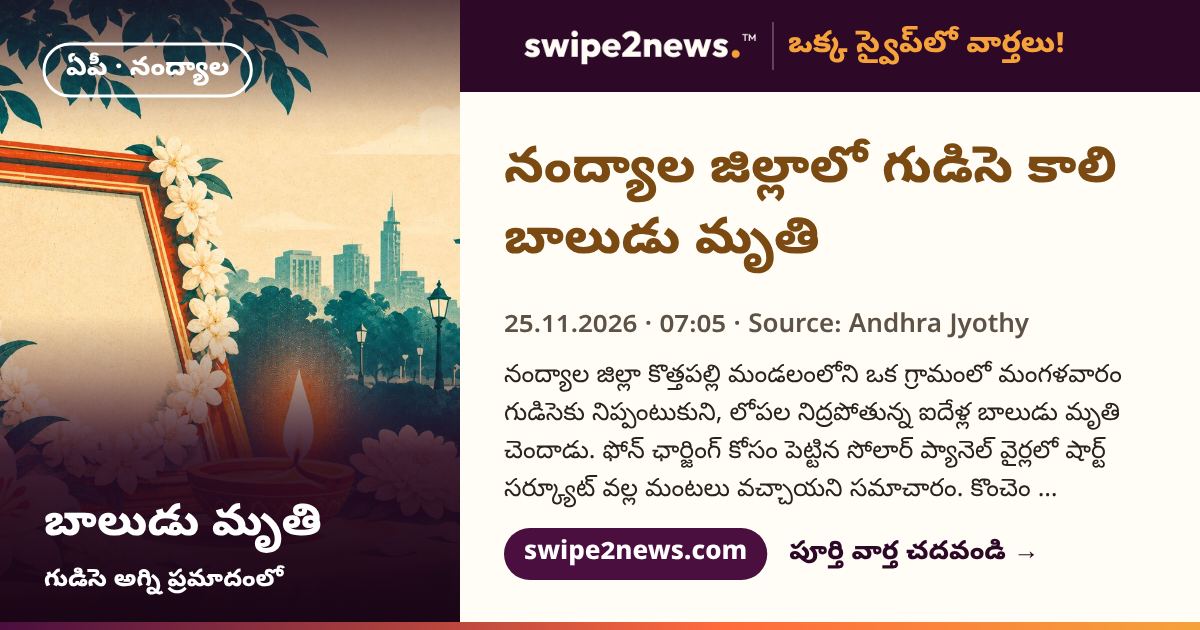 ఏపీ · నంద్యాల
బాలుడు మృతి
గుడిసె అగ్ని ప్రమాదంలో
swipe2news.™
ఒక్క స్వైప్‌లో వార్తలు!
నంద్యాల జిల్లాలో గుడిసె కాలి
బాలుడు మృతి
25.11.2026 · 07:05 · Source: Andhra Jyothy
నంద్యాల జిల్లా కొత్తపల్లి మండలంలోని ఒక గ్రామంలో మంగళవారం
గుడిసెకు నిప్పంటుకుని, లోపల నిద్రపోతున్న ఐదేళ్ల బాలుడు మృతి
చెందాడు. ఫోన్ ఛార్జింగ్ కోసం పెట్టిన సోలార్ ప్యానెల్ వైర్లలో షార్ట్
సర్క్యూట్ వల్ల మంటలు వచ్చాయని సమాచారం. కొంచెం ...
swipe2news.com
పూర్తి వార్త చదవండి →